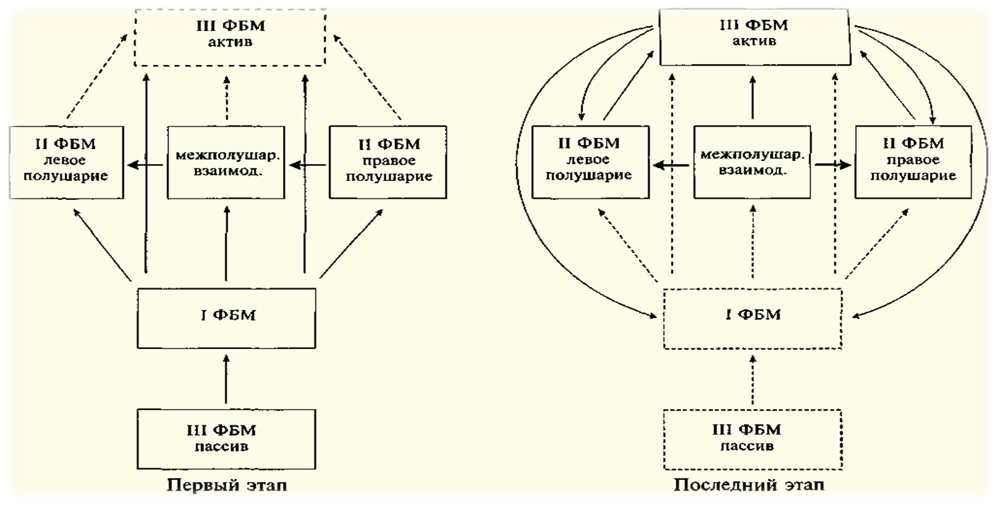 III ФБМ
актив
II ФБМ
левое
полушарие
межполушар.
взаимод.
II ФБМ
правое
полушарие
I ФБМ
III ФБМ
пассив
Первый этап
III ФБМ
актив
II ФБМ
левое
полушарие
межполушар.
взаимод.
II ФБМ
правое
полушарие
I ФБМ
III ФБМ
пассив
Последний этап